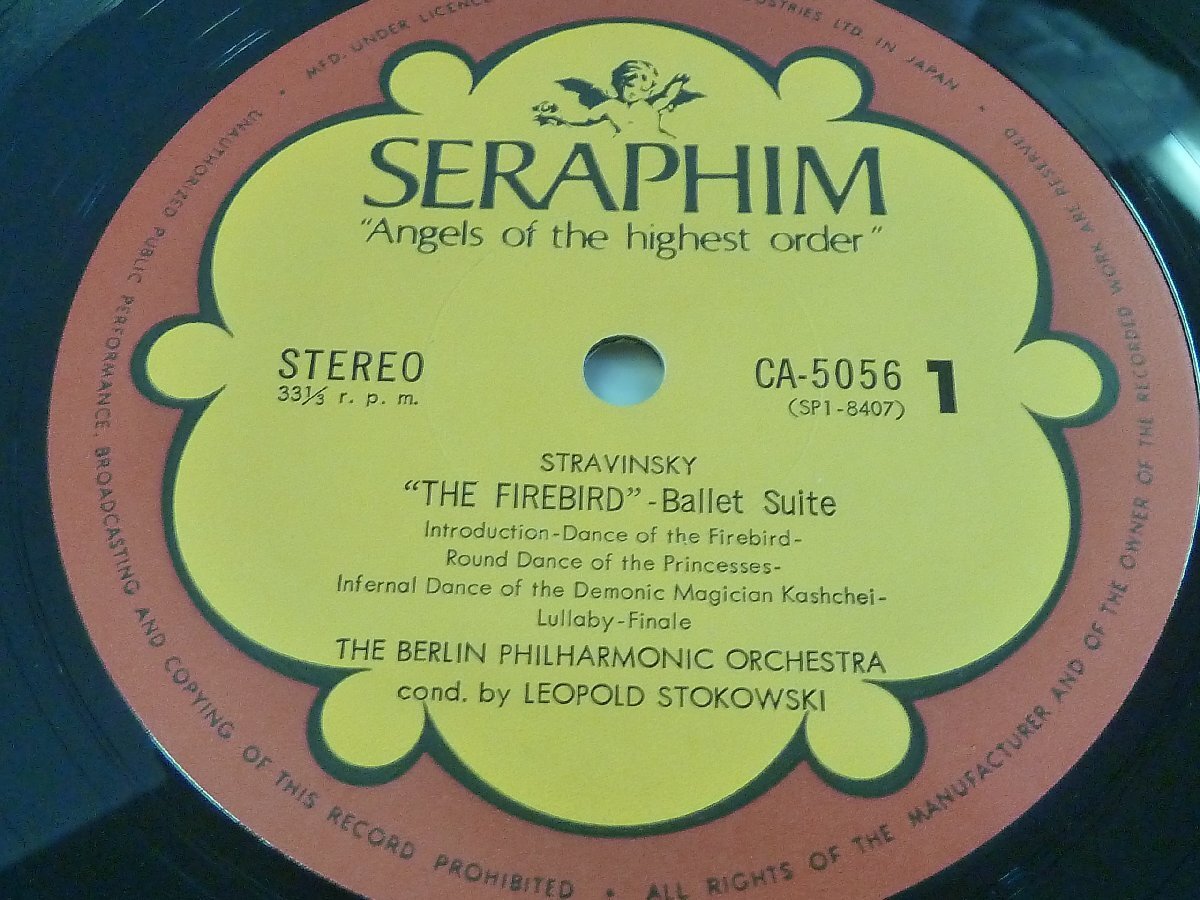 SERAPHIM
"Angels of the highest order"
STEREO
33⅓ r. p. m.
CA-5056 1
(SP1-8407)
STRAVINSKY
"THE FIREBIRD" - Ballet Suite
Introduction-Dance of the Firebird-
Round Dance of the Princesses-
Infernal Dance of the Demonic Magician Kashchei-
Lullaby-Finale
THE BERLIN PHILHARMONIC ORCHESTRA
cond. by LEOPOLD STOKOWSKI
MFD. UNDER LICENCE
INDUSTRIES LTD. IN JAPAN •
ALL RIGHTS OF THE MANUFACTURER AND OF THE OWNER OF THE RECORDED WORK ARE RESERVED
UNAUTHORIZED PUBLIC PERFORMANCE, BROADCASTING AND COPYING OF THIS RECORD PROHIBITED •